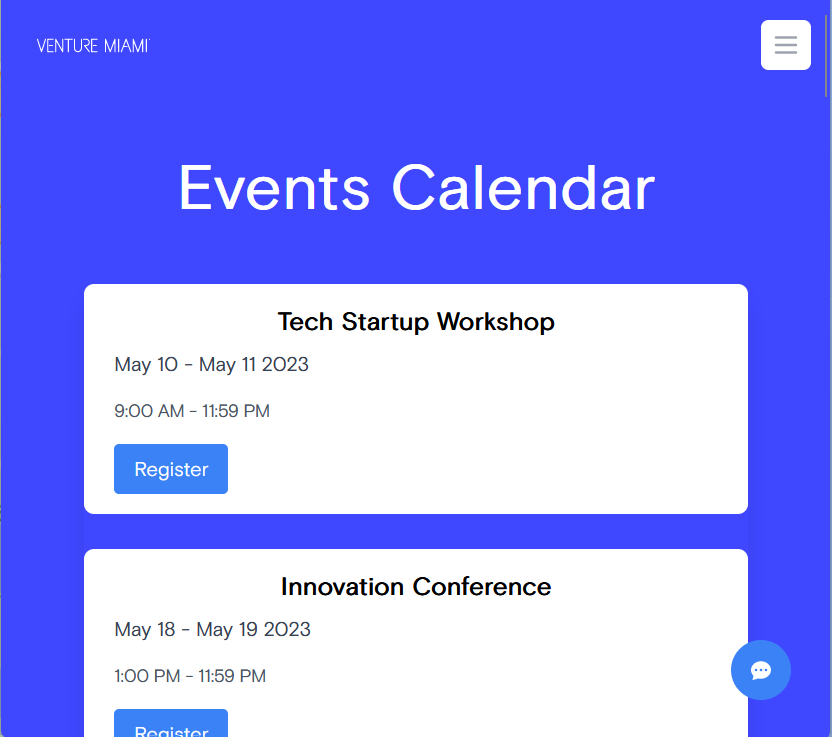 VENTURE MIAMI
Events Calendar
Tech Startup Workshop
May 10 - May 11 2023
9:00 AM - 11:59 PM
Register
Innovation Conference
May 18 - May 19 2023
1:00 PM - 11:59 PM
Register